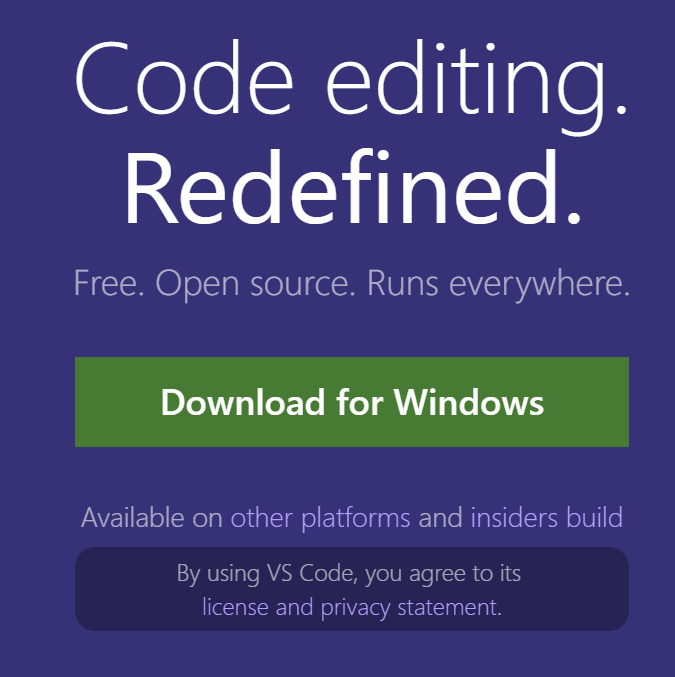 Code editing.
Redefined.
Free. Open source. Runs everywhere.
Download for Windows
Available on other platforms and insiders build
By using VS Code, you agree to its
license and privacy statement.